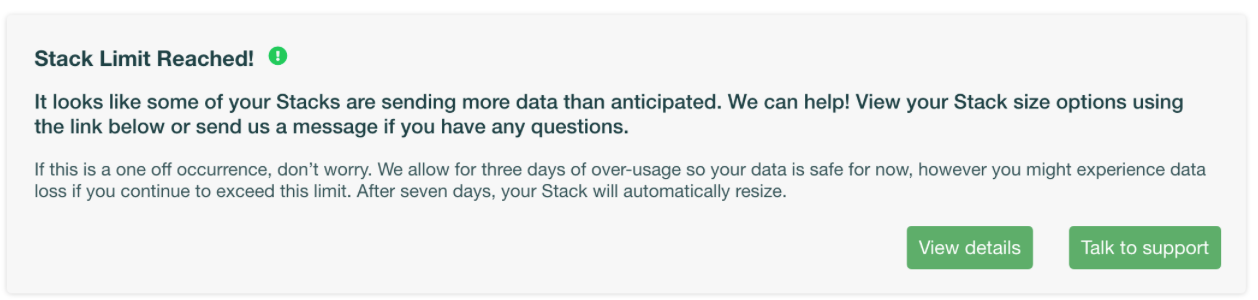 Stack Limit Reached!
It looks like some of your Stacks are sending more data than anticipated. We can help! View your Stack size options using
the link below or send us a message if you have any questions.
If this is a one off occurrence, don’t worry. We allow for three days of over-usage so your data is safe for now, however you might experience data
loss if you continue to exceed this limit. After seven days, your Stack will automatically resize.
View details Talk to support